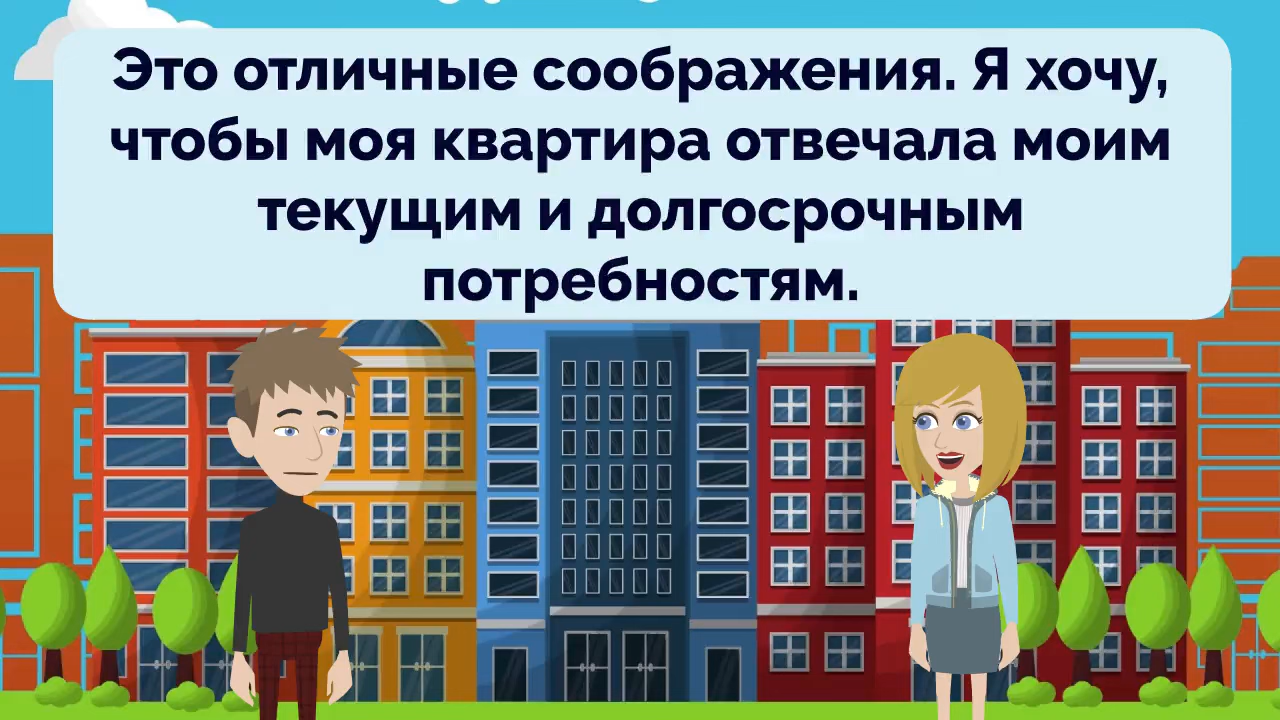 Это отличные соображения. Я хочу,
чтобы моя квартира отвечала моим
текущим и долгосрочным
потребностям.